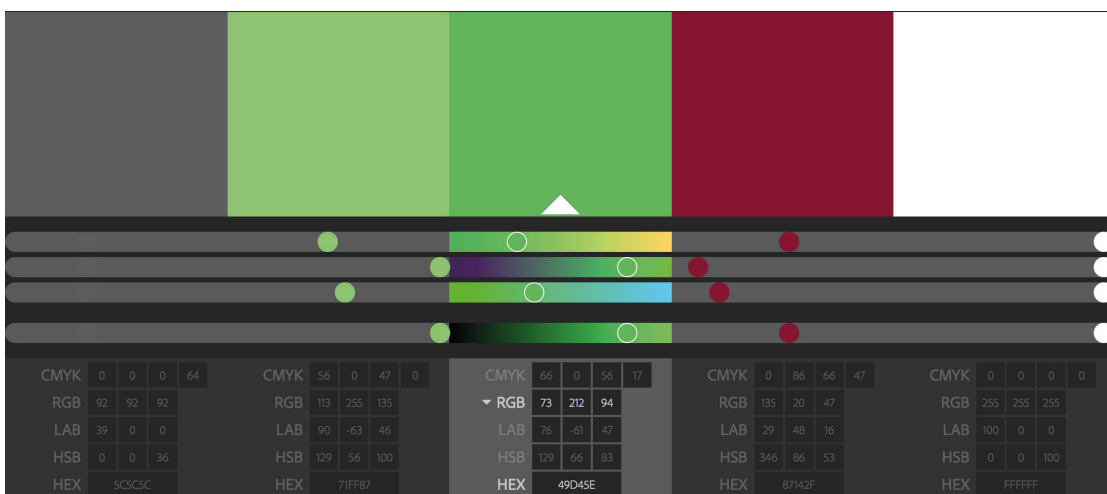 CMYK 0 0 0 64 CMYK 56 0 47 0 CMYK 66 0 56 17 CMYK 0 86 66 47 CMYK 0 0 0 0
RGB 92 92 92 RGB 113 255 135 RGB 73 212 94 RGB 135 20 47 RGB 255 255 255
LAB 39 0 0 LAB 90 -63 46 LAB 76 -61 47 LAB 29 48 16 LAB 100 0 0
HSB 0 0 36 HSB 129 56 100 HSB 129 66 83 HSB 346 86 53 HSB 0 0 100
HEX 5C5C5C HEX 71FF87 HEX 49D45E HEX 87142F HEX FFFFFF